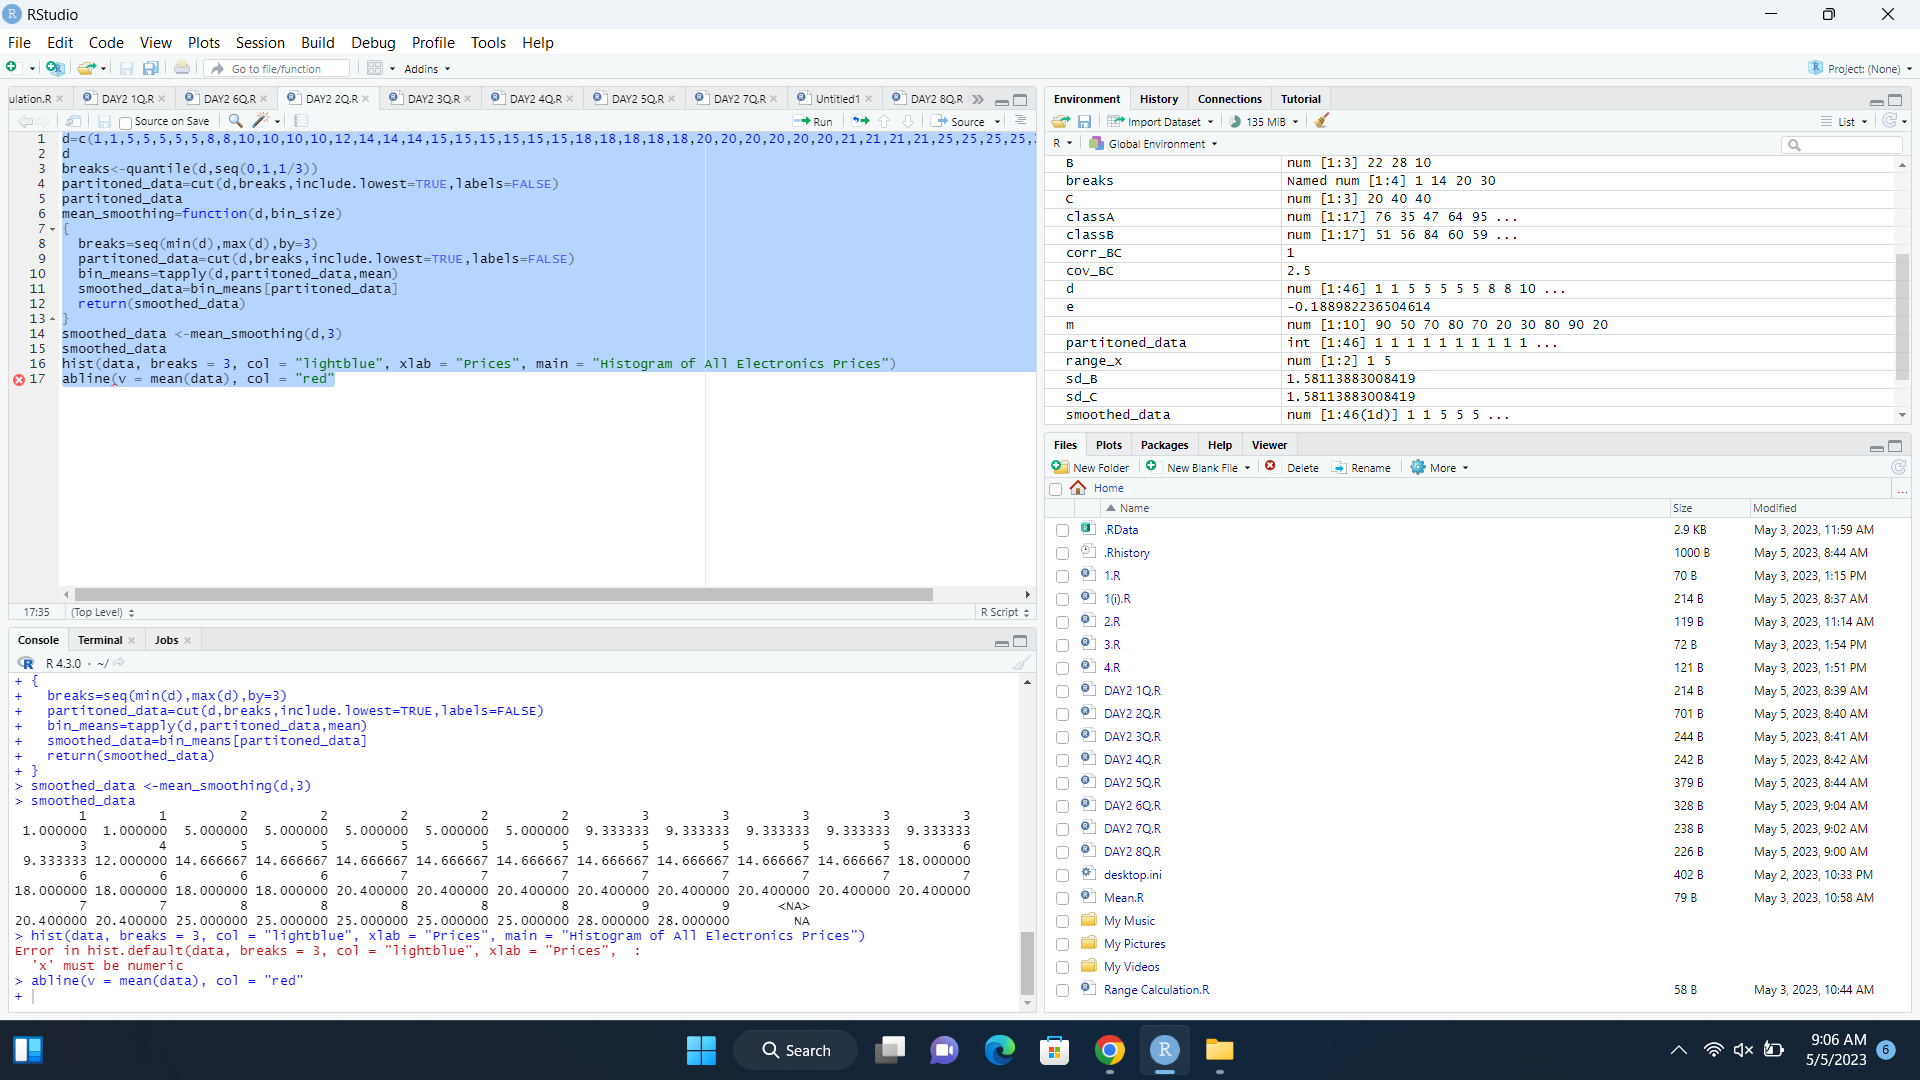 RStudio
File Edit Code View Plots Session Build Debug Profile Tools Help
Go to file/function Addins Project: (None)
ulation.R DAY2 1Q.R DAY2 6Q.R DAY2 2Q.R DAY2 3Q.R DAY2 4Q.R DAY2 5Q.R DAY2 7Q.R Untitled1 DAY2 8Q.R
Source on Save Run Source
1 d=c(1,1,5,5,5,5,5,8,8,10,10,10,10,12,14,14,14,15,15,15,15,15,15,18,18,18,18,18,20,20,20,20,20,20,20,21,21,21,21,25,25,25,25,
2 d
3 breaks<-quantile(d,seq(0,1,1/3))
4 partitoned_data=cut(d,breaks,include.lowest=TRUE,labels=FALSE)
5 partitoned_data
6 mean_smoothing=function(d,bin_size)
7 {
8 breaks=seq(min(d),max(d),by=3)
9 partitoned_data=cut(d,breaks,include.lowest=TRUE,labels=FALSE)
10 bin_means=tapply(d,partitoned_data,mean)
11 smoothed_data=bin_means[partitoned_data]
12 return(smoothed_data)
13 }
14 smoothed_data <-mean_smoothing(d,3)
15 smoothed_data
16 hist(data, breaks = 3, col = "lightblue", xlab = "Prices", main = "Histogram of All Electronics Prices")
17 abline(v = mean(data), col = "red"
17:35 (Top Level) R Script
Console Terminal Jobs
R 4.3.0 · ~/
+ {
+ breaks=seq(min(d),max(d),by=3)
+ partitoned_data=cut(d,breaks,include.lowest=TRUE,labels=FALSE)
+ bin_means=tapply(d,partitoned_data,mean)
+ smoothed_data=bin_means[partitoned_data]
+ return(smoothed_data)
+ }
> smoothed_data <-mean_smoothing(d,3)
> smoothed_data
1 1 2 2 2 2 2 3 3 3 3 3
1.000000 1.000000 5.000000 5.000000 5.000000 5.000000 5.000000 9.333333 9.333333 9.333333 9.333333 9.333333
3 4 5 5 5 5 5 5 5 5 5 6
9.333333 12.000000 14.666667 14.666667 14.666667 14.666667 14.666667 14.666667 14.666667 14.666667 14.666667 18.000000
6 6 6 6 7 7 7 7 7 7 7 7
18.000000 18.000000 18.000000 18.000000 20.400000 20.400000 20.400000 20.400000 20.400000 20.400000 20.400000 20.400000
7 7 8 8 8 8 8 9 9 <NA>
20.400000 20.400000 25.000000 25.000000 25.000000 25.000000 25.000000 28.000000 28.000000 NA
> hist(data, breaks = 3, col = "lightblue", xlab = "Prices", main = "Histogram of All Electronics Prices")
Error in hist.default(data, breaks = 3, col = "lightblue", xlab = "Prices", :
'x' must be numeric
> abline(v = mean(data), col = "red"
+
Environment History Connections Tutorial
Import Dataset 135 MiB List
R Global Environment
B num [1:3] 22 28 10
breaks Named num [1:4] 1 14 20 30
C num [1:3] 20 40 40
classA num [1:17] 76 35 47 64 95 ...
classB num [1:17] 51 56 84 60 59 ...
corr_BC 1
cov_BC 2.5
d num [1:46] 1 1 5 5 5 5 5 8 8 10 ...
e -0.188982236504614
m num [1:10] 90 50 70 80 70 20 30 80 90 20
partitoned_data int [1:46] 1 1 1 1 1 1 1 1 1 1 ...
range_x num [1:2] 1 5
sd_B 1.58113883008419
sd_C 1.58113883008419
smoothed_data num [1:46(1d)] 1 1 5 5 5 ...
Files Plots Packages Help Viewer
New Folder New Blank File Delete Rename More
Home ...
Name Size Modified
.RData 2.9 KB May 3, 2023, 11:59 AM
.Rhistory 1000 B May 5, 2023, 8:44 AM
1.R 70 B May 3, 2023, 1:15 PM
1(i).R 214 B May 5, 2023, 8:37 AM
2.R 119 B May 3, 2023, 11:14 AM
3.R 72 B May 3, 2023, 1:54 PM
4.R 121 B May 3, 2023, 1:51 PM
DAY2 1Q.R 214 B May 5, 2023, 8:39 AM
DAY2 2Q.R 701 B May 5, 2023, 8:40 AM
DAY2 3Q.R 244 B May 5, 2023, 8:41 AM
DAY2 4Q.R 242 B May 5, 2023, 8:42 AM
DAY2 5Q.R 379 B May 5, 2023, 8:44 AM
DAY2 6Q.R 328 B May 5, 2023, 9:04 AM
DAY2 7Q.R 238 B May 5, 2023, 9:02 AM
DAY2 8Q.R 226 B May 5, 2023, 9:00 AM
desktop.ini 402 B May 2, 2023, 10:33 PM
Mean.R 79 B May 3, 2023, 10:58 AM
My Music
My Pictures
My Videos
Range Calculation.R 58 B May 3, 2023, 10:44 AM
Search
9:06 AM
5/5/2023 6